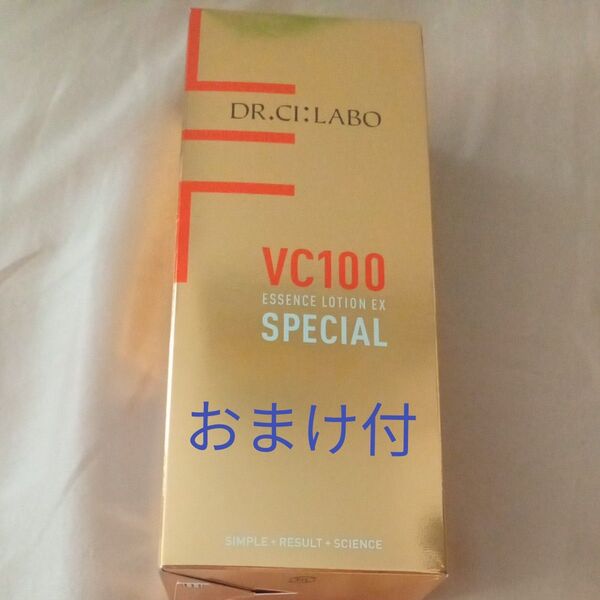 DR.CI:LABO
VC100
ESSENCE LOTION EX
SPECIAL
おまけ付
SIMPLE + RESULT + SCIENCE